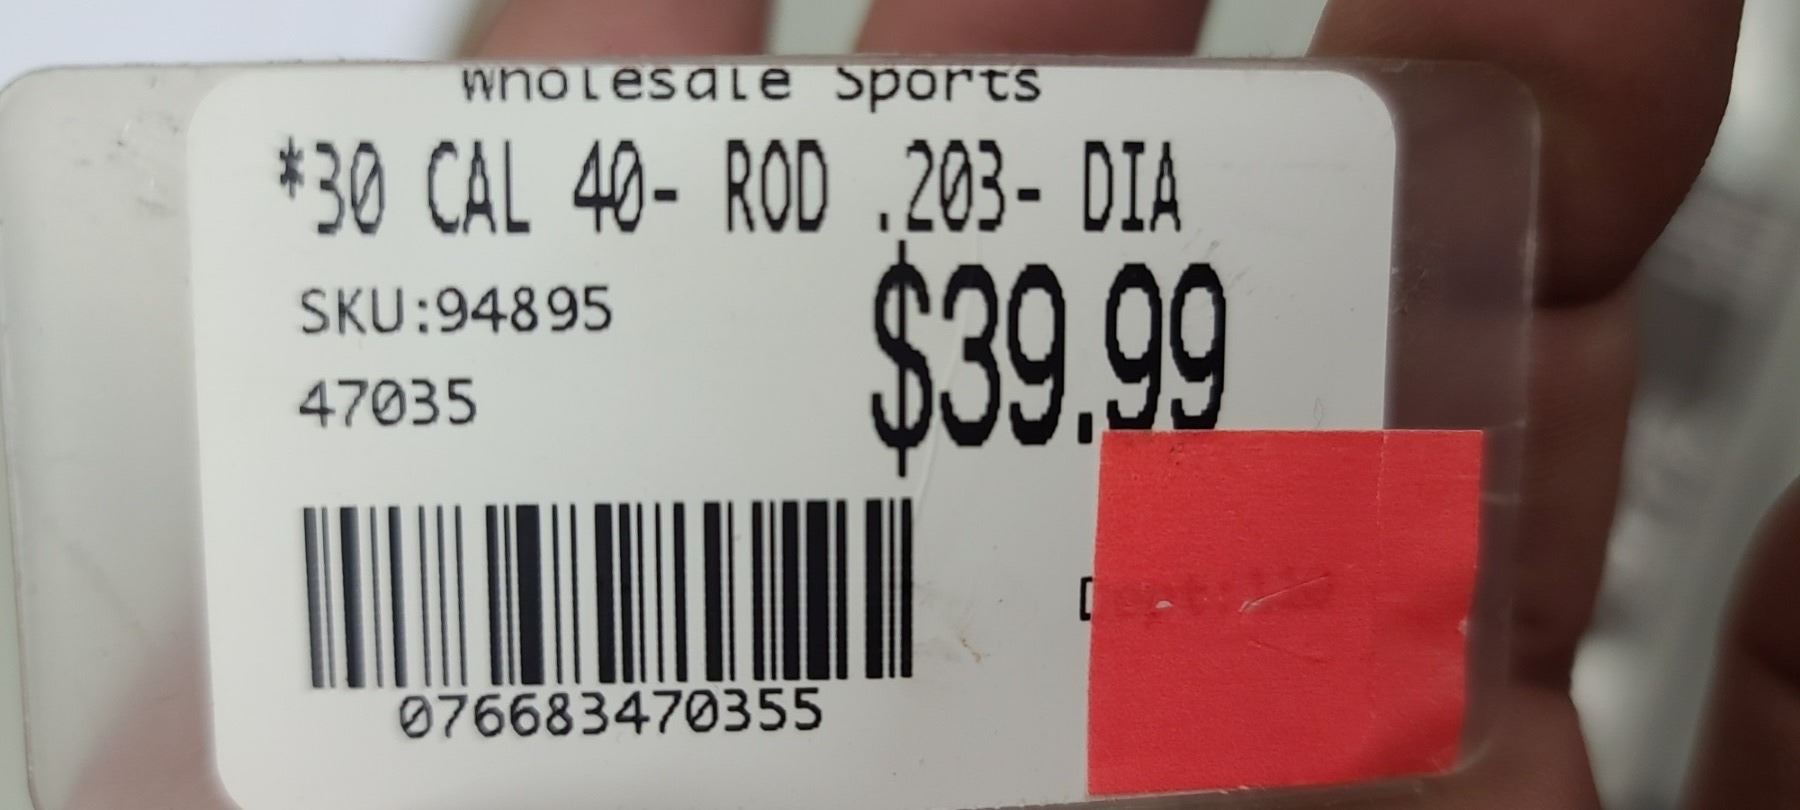 Wholesale Sports
*30 CAL 40- ROD .203- DIA
SKU:94895
$39.99
47035
076683470355